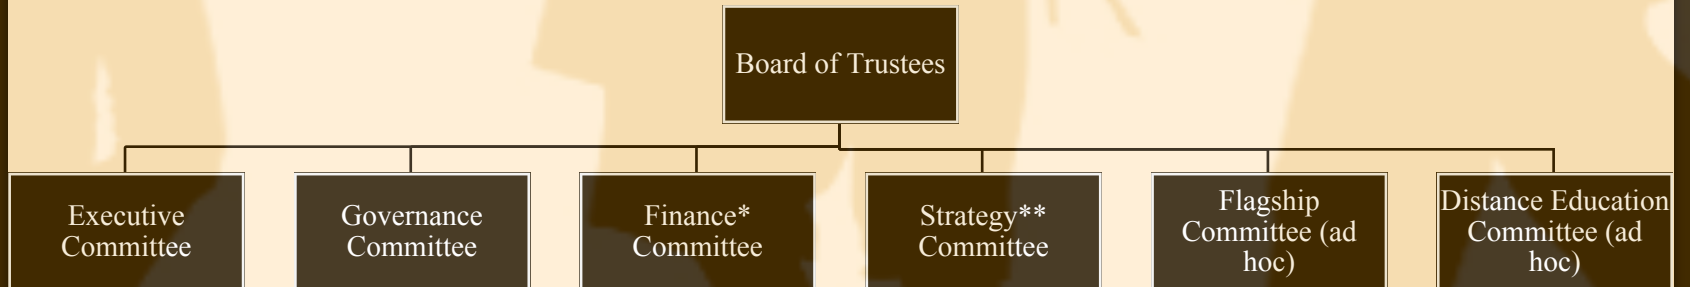 Board of Trustees
Executive
Committee
Governance
Committee
Finance*
Committee
Strategy**
Committee
Flagship
Committee (ad
hoc)
Distance Education
Committee (ad
hoc)